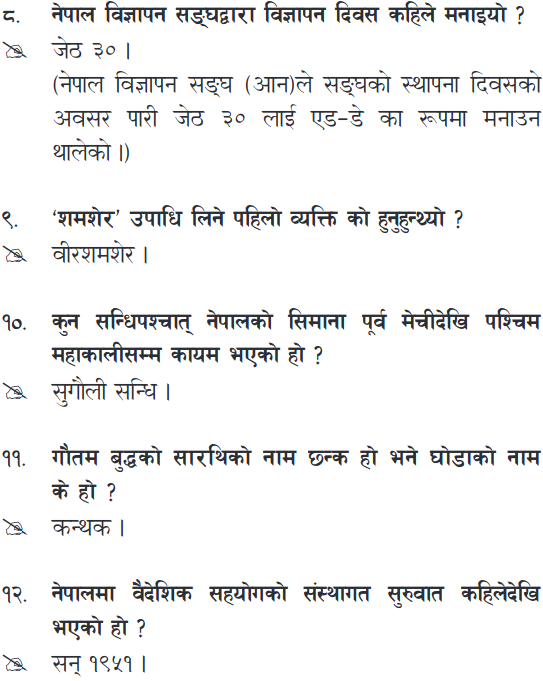 ८. नेपाल विज्ञापन सङ्घद्वारा विज्ञापन दिवस कहिले मनाइयो ?
जेठ ३० ।
(नेपाल विज्ञापन सङ्घ (आन)ले सङ्घको स्थापना दिवसको
अवसर पारी जेठ ३० लाई एड–डे का रूपमा मनाउन
थालेको ।)
९. ‘शमशेर’ उपाधि लिने पहिलो व्यक्ति को हुनुहुन्थ्यो ?
वीरशमशेर ।
१०. कुन सन्धिपश्चात् नेपालको सिमाना पूर्व मेचीदेखि पश्चिम
महाकालीसम्म कायम भएको हो ?
सुगौली सन्धि ।
११. गौतम बुद्धको सारथिको नाम छन्क हो भने घोडाको नाम
के हो ?
कन्थक ।
१२. नेपालमा वैदेशिक सहयोगको संस्थागत सुरुवात कहिलेदेखि
भएको हो ?
सन् १९५१ ।